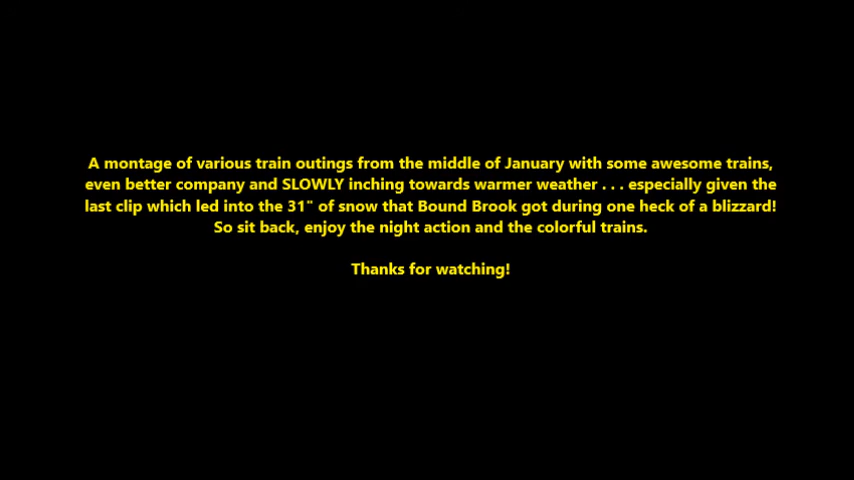 A montage of various train outings from the middle of January with some awesome trains,
even better company and SLOWLY inching towards warmer weather . . . especially given the
last clip which led into the 31" of snow that Bound Brook got during one heck of a blizzard!
So sit back, enjoy the night action and the colorful trains.
Thanks for watching!